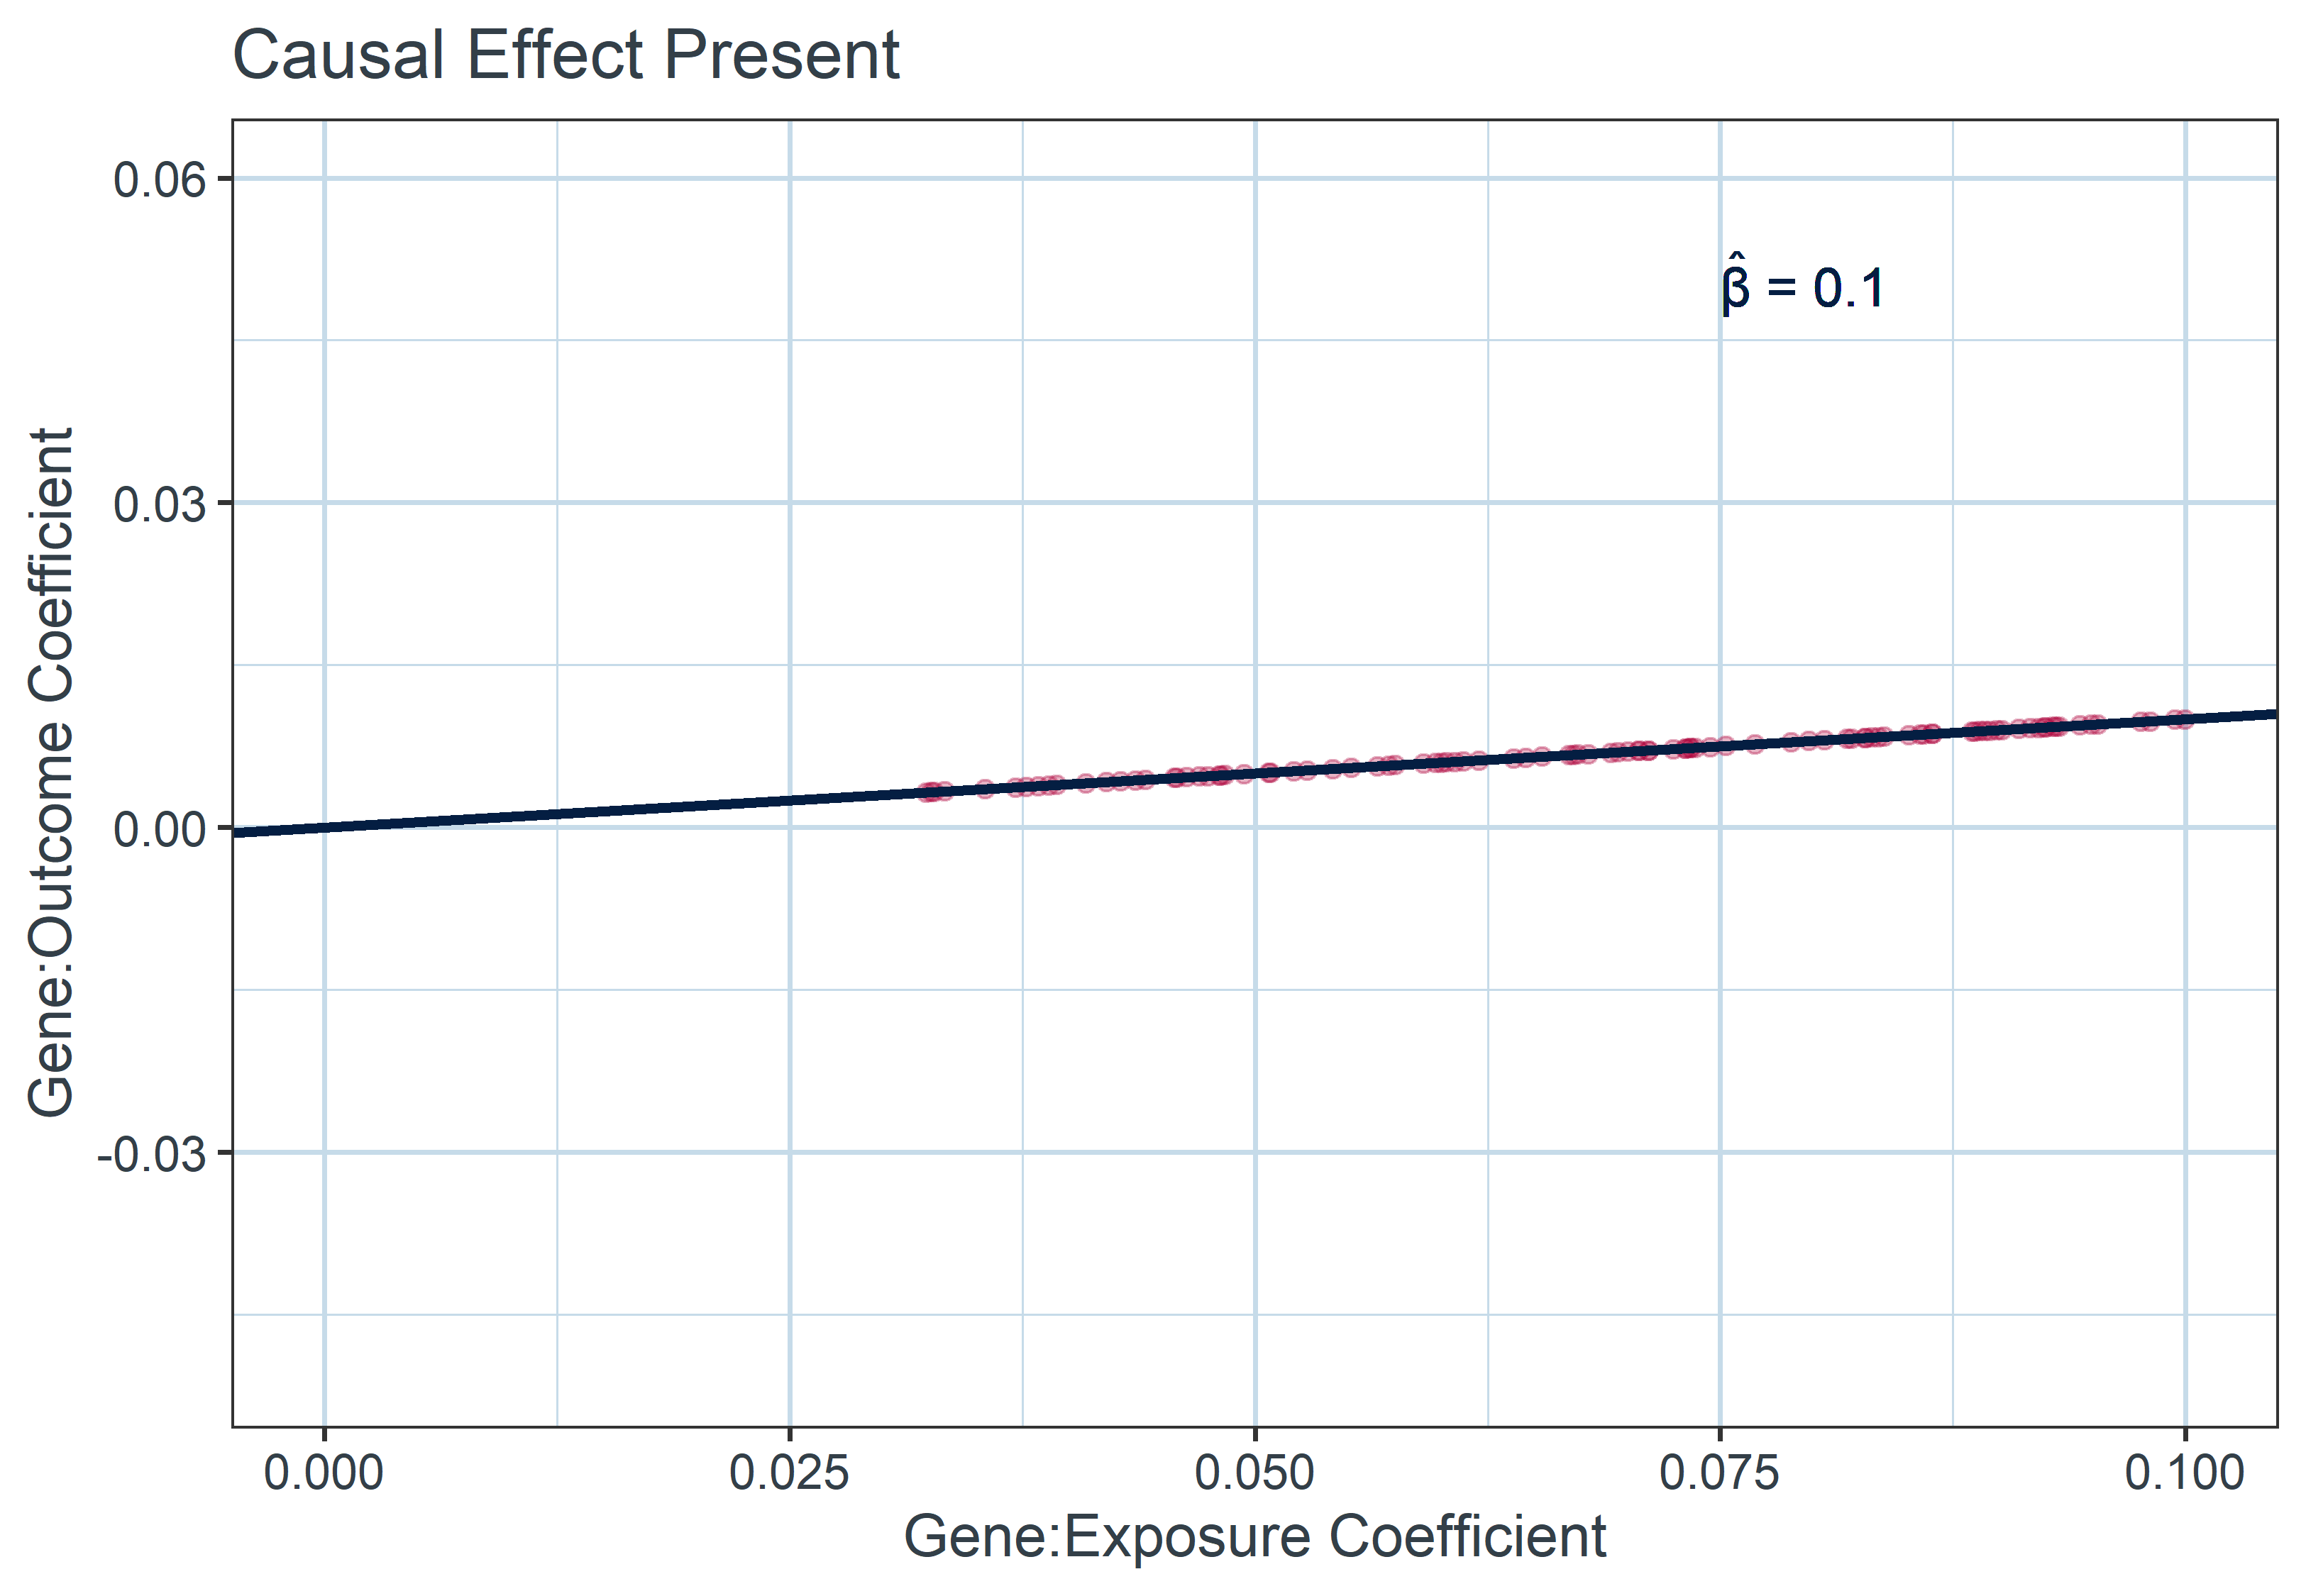 Causal Effect Present
0.06
0.03
0.00
-0.03
Gene:Outcome Coefficient
β̂ = 0.1
0.000 0.025 0.050 0.075 0.100
Gene:Exposure Coefficient